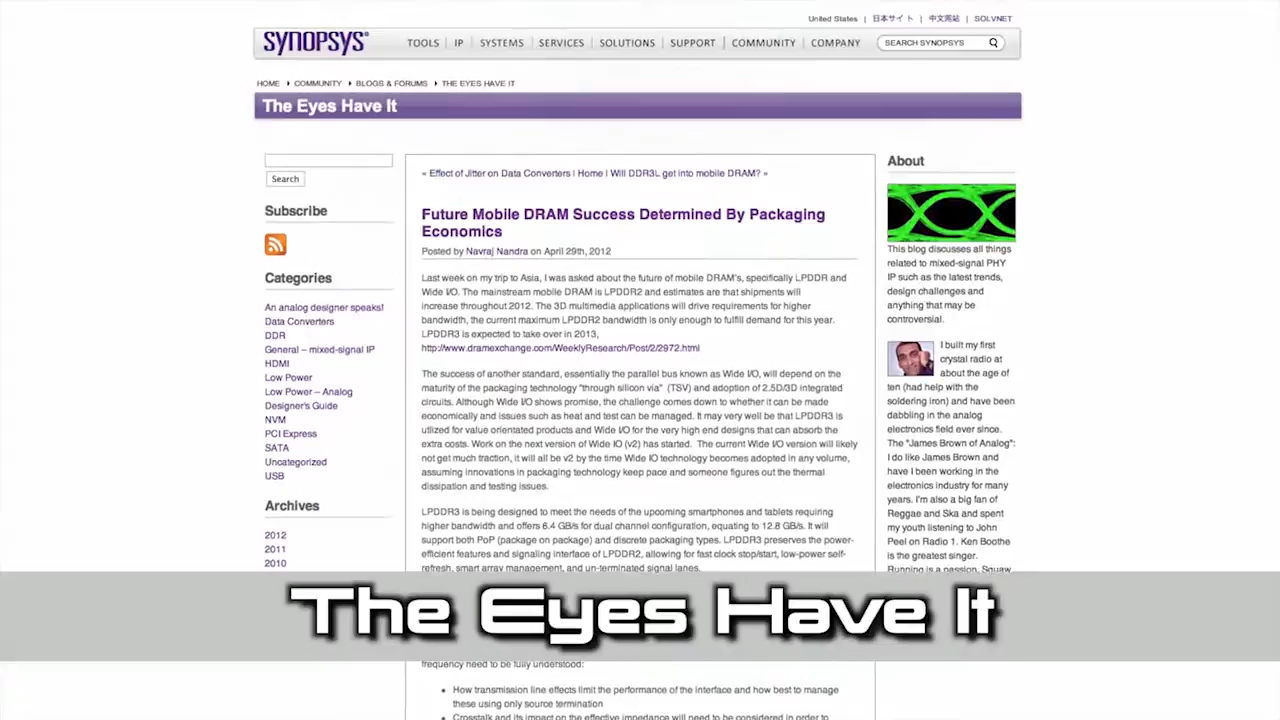 United States | 日本サイト | 中文网站 | SOLVNET
SYNOPSYS®
TOOLS | IP | SYSTEMS | SERVICES | SOLUTIONS | SUPPORT | COMMUNITY | COMPANY
SEARCH SYNOPSYS
HOME COMMUNITY BLOGS & FORUMS THE EYES HAVE IT
The Eyes Have It
Search
Subscribe
Categories
An analog designer speaks!
Data Converters
DDR
General – mixed-signal IP
HDMI
Low Power
Low Power – Analog
Designer's Guide
NVM
PCI Express
SATA
Uncategorized
USB
Archives
2012
2011
2010
« Effect of Jitter on Data Converters | Home | Will DDR3L get into mobile DRAM? »
Future Mobile DRAM Success Determined By Packaging
Economics
Posted by Navraj Nandra on April 29th, 2012
Last week on my trip to Asia, I was asked about the future of mobile DRAM's, specifically LPDDR and
Wide I/O. The mainstream mobile DRAM is LPDDR2 and estimates are that shipments will
increase throughout 2012. The 3D multimedia applications will drive requirements for higher
bandwidth, the current maximum LPDDR2 bandwidth is only enough to fulfill demand for this year.
LPDDR3 is expected to take over in 2013,
http://www.dramexchange.com/WeeklyResearch/Post/2/2972.html
The success of another standard, essentially the parallel bus known as Wide I/O, will depend on the
maturity of the packaging technology "through silicon via" (TSV) and adoption of 2.5D/3D integrated
circuits. Although Wide I/O shows promise, the challenge comes down to whether it can be made
economically and issues such as heat and test can be managed. It may very well be that LPDDR3 is
utlized for value orientated products and Wide I/O for the very high end designs that can absorb the
extra costs. Work on the next version of Wide IO (v2) has started. The current Wide I/O version will likely
not get much traction, it will all be v2 by the time Wide IO technology becomes adopted in any volume,
assuming innovations in packaging technology keep pace and someone figures out the thermal
dissipation and testing issues.
LPDDR3 is being designed to meet the needs of the upcoming smartphones and tablets requiring
higher bandwidth and offers 6.4 GB/s for dual channel configuration, equating to 12.8 GB/s. It will
support both PoP (package on package) and discrete packaging types. LPDDR3 preserves the power-
efficient features and signaling interface of LPDDR2, allowing for fast clock stop/start, low-power self-
refresh, smart array management, and un-terminated signal lanes.
frequency need to be fully understood:
• How transmission line effects limit the performance of the interface and how best to manage
these using only source termination
• Crosstalk and its impact on the effective impedance will need to be considered in order to
About
This blog discusses all things
related to mixed-signal PHY
IP such as the latest trends,
design challenges and
anything that may be
controversial.
I built my first
crystal radio at
about the age of
ten (had help with the
soldering iron) and have been
dabbling in the analog
electronics field ever since.
The "James Brown of Analog":
I do like James Brown and
have I been working in the
electronics industry for many
years. I'm also a big fan of
Reggae and Ska and spent
my youth listening to John
Peel on Radio 1. Ken Boothe
is the greatest singer.
Running is a passion, Squaw
The Eyes Have It